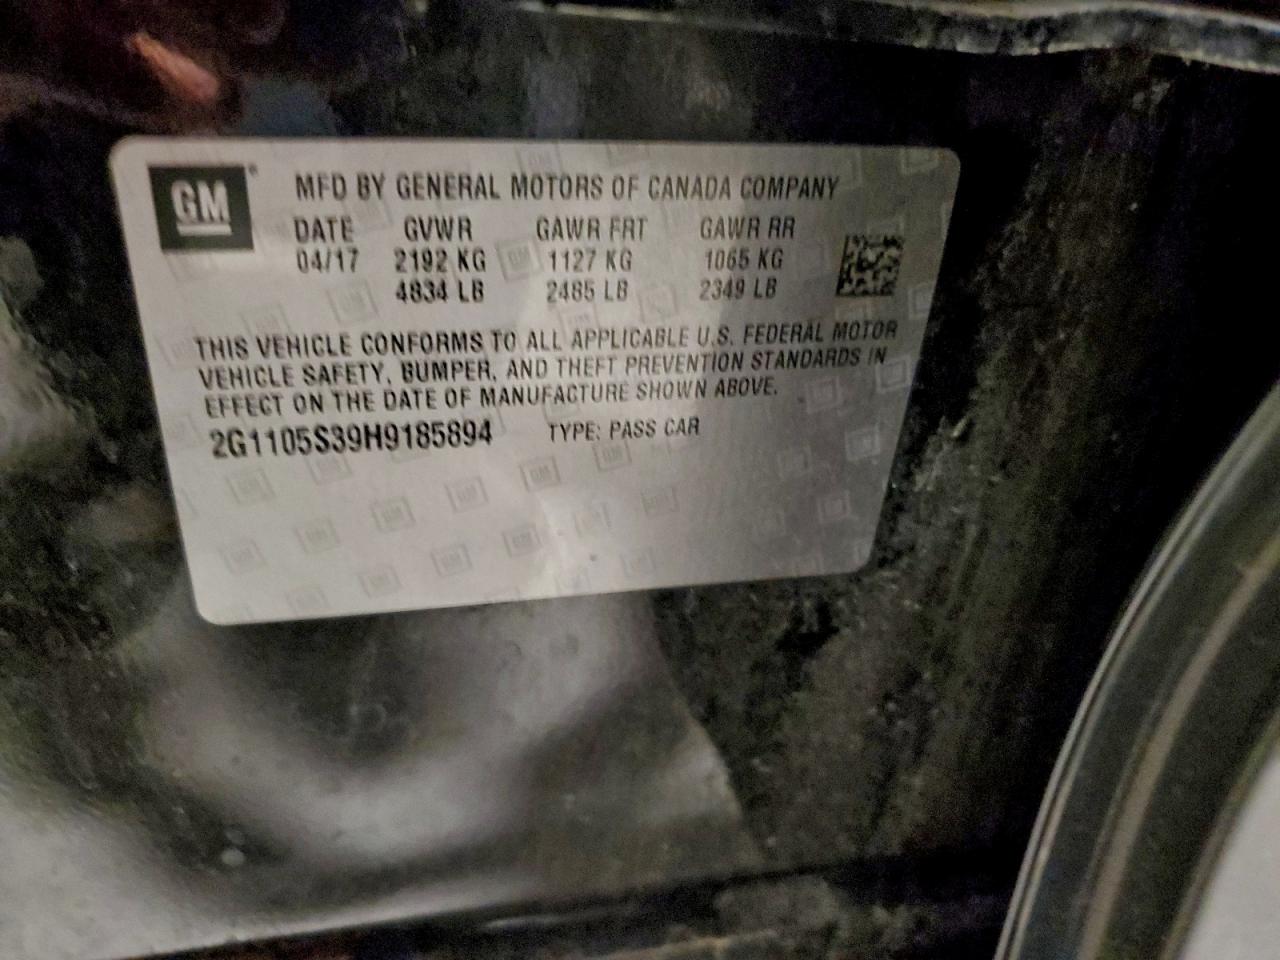 GM
MFD BY GENERAL MOTORS OF CANADA COMPANY
DATE GVWR GAWR FRT GAWR RR
04/17 2192 KG 1127 KG 1065 KG
4834 LB 2485 LB 2349 LB
THIS VEHICLE CONFORMS TO ALL APPLICABLE U.S. FEDERAL MOTOR
VEHICLE SAFETY, BUMPER, AND THEFT PREVENTION STANDARDS IN
EFFECT ON THE DATE OF MANUFACTURE SHOWN ABOVE.
2G1105S39H9185894 TYPE: PASS CAR